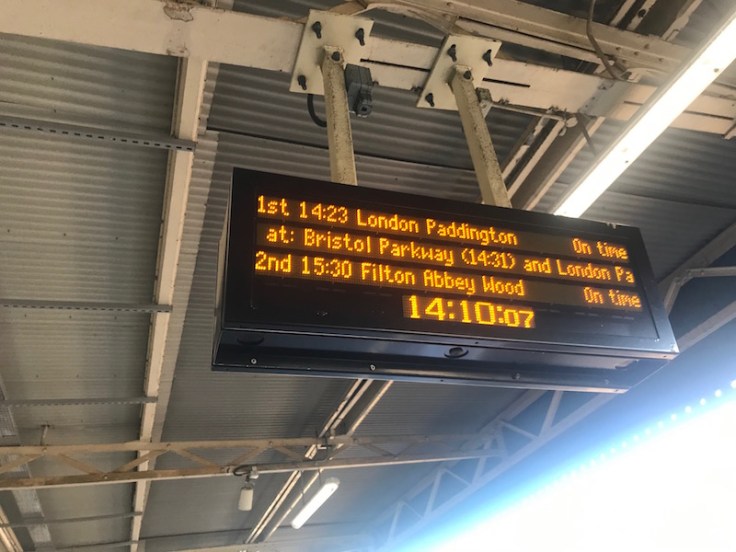 1st 14:23 London Paddington On time
at: Bristol Parkway (14:31) and London Pa
2nd 15:30 Filton Abbey Wood On time
14:10:07